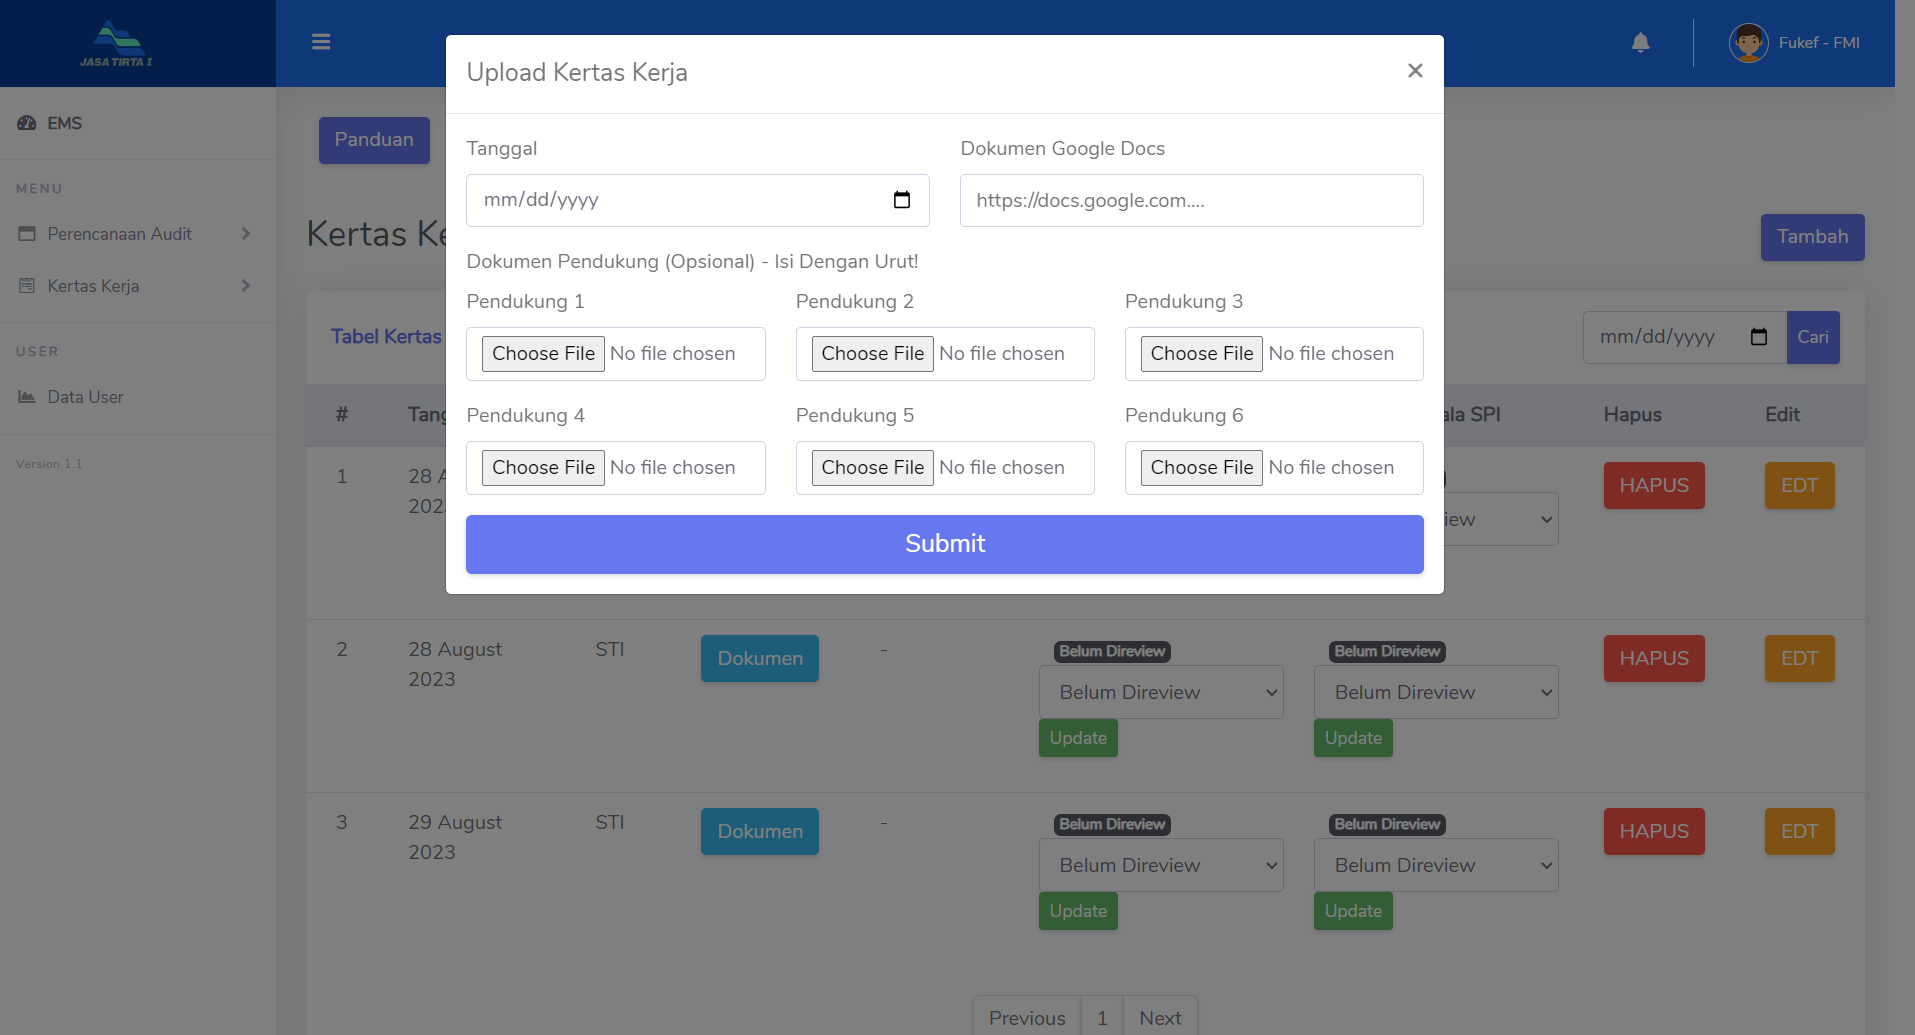 JASA TIRTA I
Fukef - FMI
EMS
MENU
Perencanaan Audit
Kertas Kerja
USER
Data User
Version 1.1
Panduan
Kertas
Tambah
Tabel Kertas
mm/dd/yyyy
Cari
Upload Kertas Kerja
×
Tanggal
Dokumen Google Docs
mm/dd/yyyy
https://docs.google.com....
Dokumen Pendukung (Opsional) - Isi Dengan Urut!
Pendukung 1
Pendukung 2
Pendukung 3
Choose File No file chosen
Choose File No file chosen
Choose File No file chosen
Pendukung 4
Pendukung 5
Pendukung 6
Choose File No file chosen
Choose File No file chosen
Choose File No file chosen
Submit
#
SPI
Hapus
Edit
1
28
HAPUS
EDT
2
28 August
2023
STI
Dokumen
-
Belum Direview
Belum Direview
Update
Belum Direview
Belum Direview
Update
HAPUS
EDT
3
29 August
2023
STI
Dokumen
-
Belum Direview
Belum Direview
Update
Belum Direview
Belum Direview
Update
HAPUS
EDT
Previous
1
Next